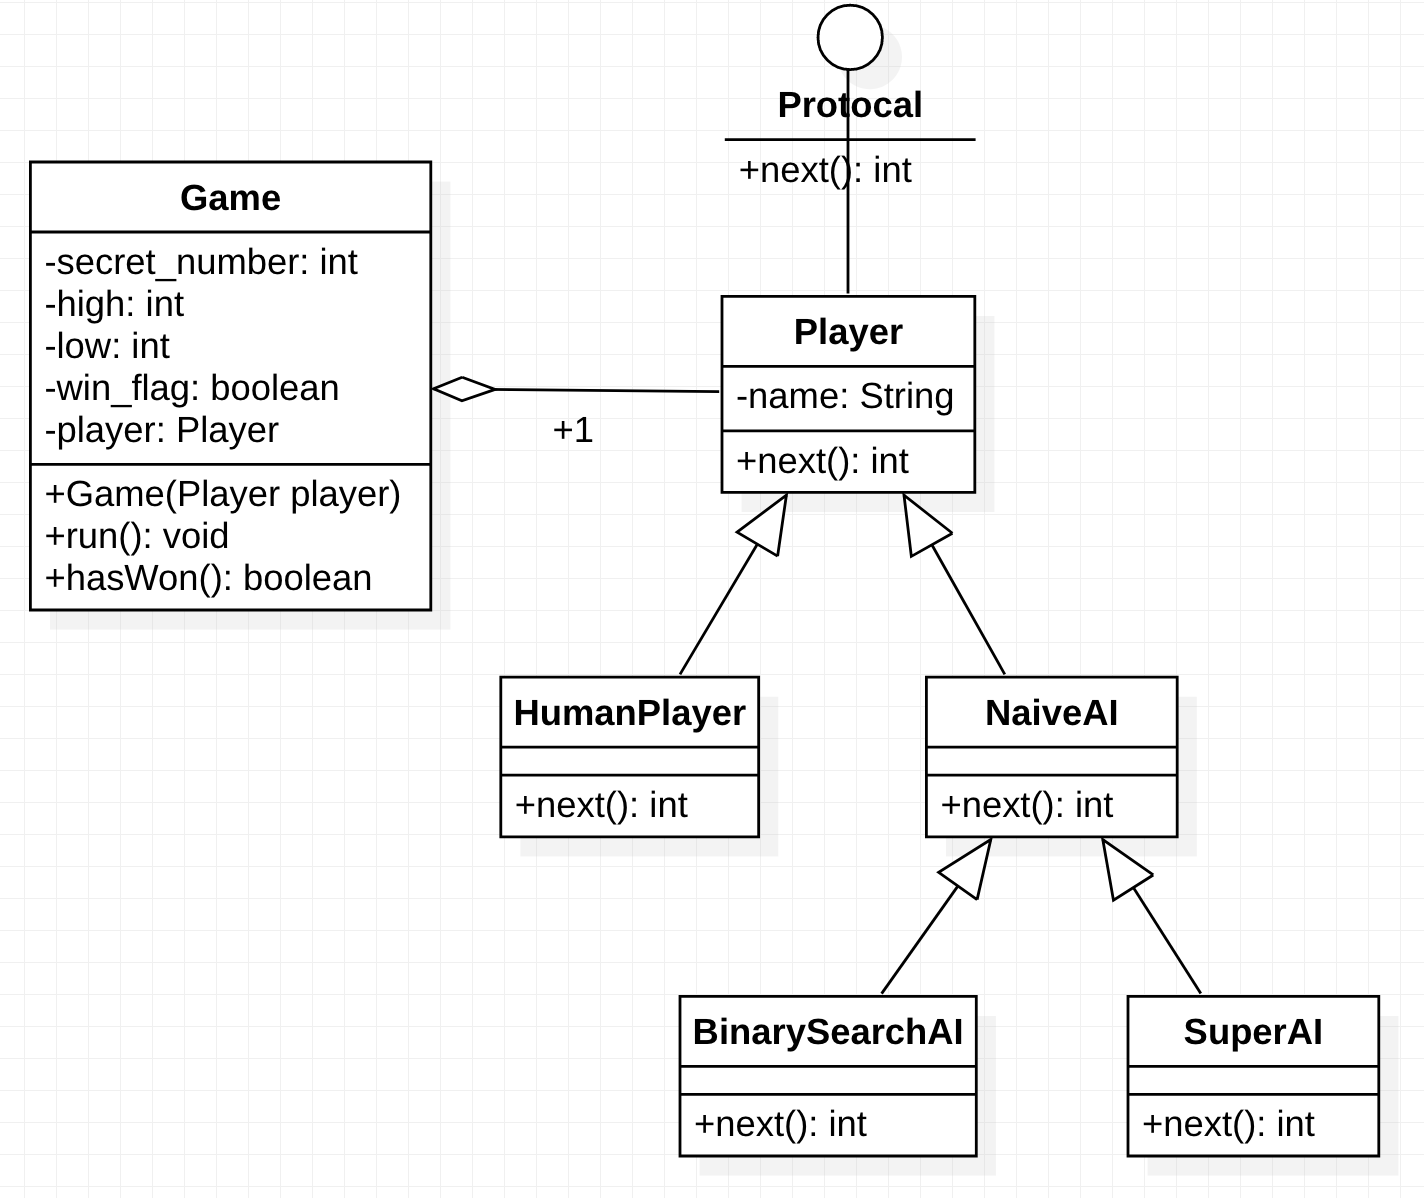 Protocal
+next(): int
Game
-secret_number: int
-high: int
-low: int
-win_flag: boolean
-player: Player
+Game(Player player)
+run(): void
+hasWon(): boolean
+1
Player
-name: String
+next(): int
HumanPlayer
+next(): int
NaiveAI
+next(): int
BinarySearchAI
+next(): int
SuperAI
+next(): int